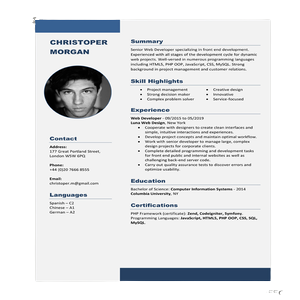 CHRISTOPER
MORGAN
Contact
Address:
177 Great Portland Street,
London W5W 6PQ
Phone:
+44 (0)20 7666 8555
Email:
christoper.m@gmail.com
Languages
Spanish – C2
Chinese – A1
German – A2
Summary
Senior Web Developer specializing in front end development.
Experienced with all stages of the development cycle for dynamic
web projects. Well-versed in numerous programming languages
including HTML5, PHP OOP, JavaScript, CSS, MySQL. Strong
background in project management and customer relations.
Skill Highlights
• Project management
• Strong decision maker
• Complex problem solver
• Creative design
• Innovative
• Service-focused
Experience
Web Developer - 09/2015 to 05/2019
Luna Web Design, New York
• Cooperate with designers to create clean interfaces and
simple, intuitive interactions and experiences.
• Develop project concepts and maintain optimal workflow.
• Work with senior developer to manage large, complex
design projects for corporate clients.
• Complete detailed programming and development tasks
for front end public and internal websites as well as
challenging back-end server code.
• Carry out quality assurance tests to discover errors and
optimize usability.
Education
Bachelor of Science: Computer Information Systems - 2014
Columbia University, NY
Certifications
PHP Framework (certificate): Zend, Codeigniter, Symfony.
Programming Languages: JavaScript, HTML5, PHP OOP, CSS, SQL,
MySQL.